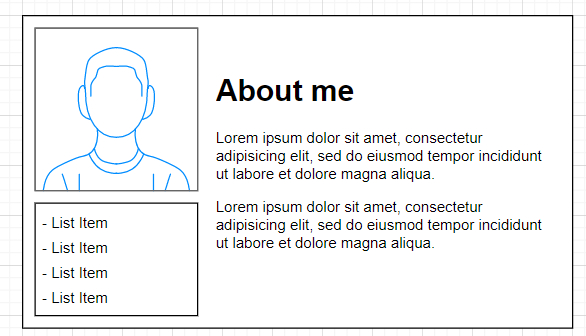 About me
Lorem ipsum dolor sit amet, consectetur
adipisicing elit, sed do eiusmod tempor incididunt
ut labore et dolore magna aliqua.
Lorem ipsum dolor sit amet, consectetur
adipisicing elit, sed do eiusmod tempor incididunt
ut labore et dolore magna aliqua.
- List Item
- List Item
- List Item
- List Item